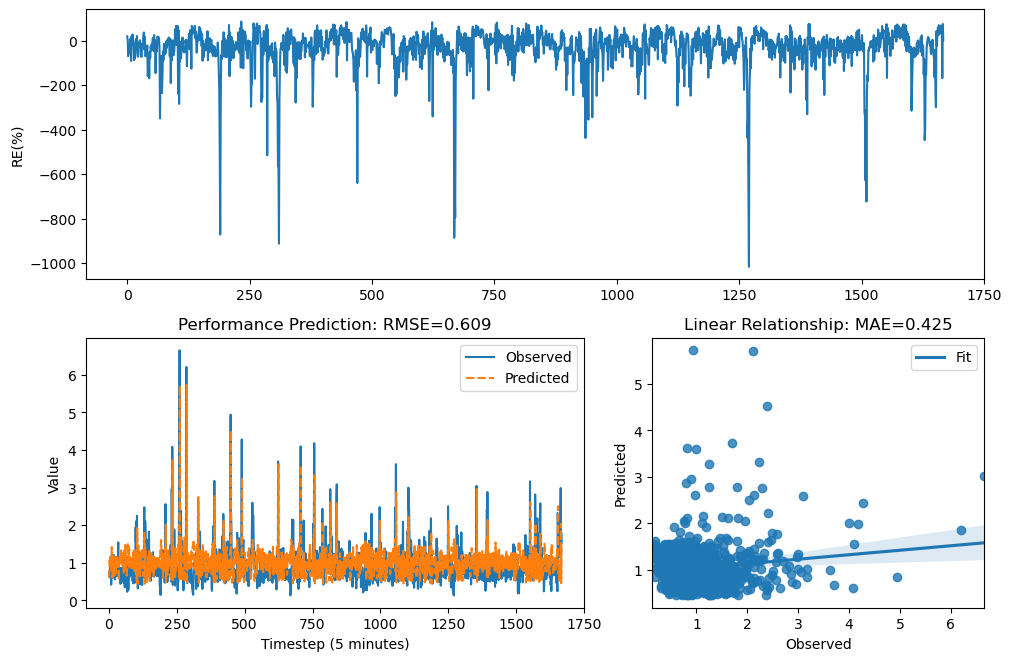 RE(%)
0
−200
−400
−600
−800
−1000
0 250 500 750 1000 1250 1500 1750
Performance Prediction: RMSE=0.609
Observed
Predicted
Value
6
5
4
3
2
1
0
0 250 500 750 1000 1250 1500 1750
Timestep (5 minutes)
Linear Relationship: MAE=0.425
Fit
Predicted
5
4
3
2
1
1 2 3 4 5 6
Observed